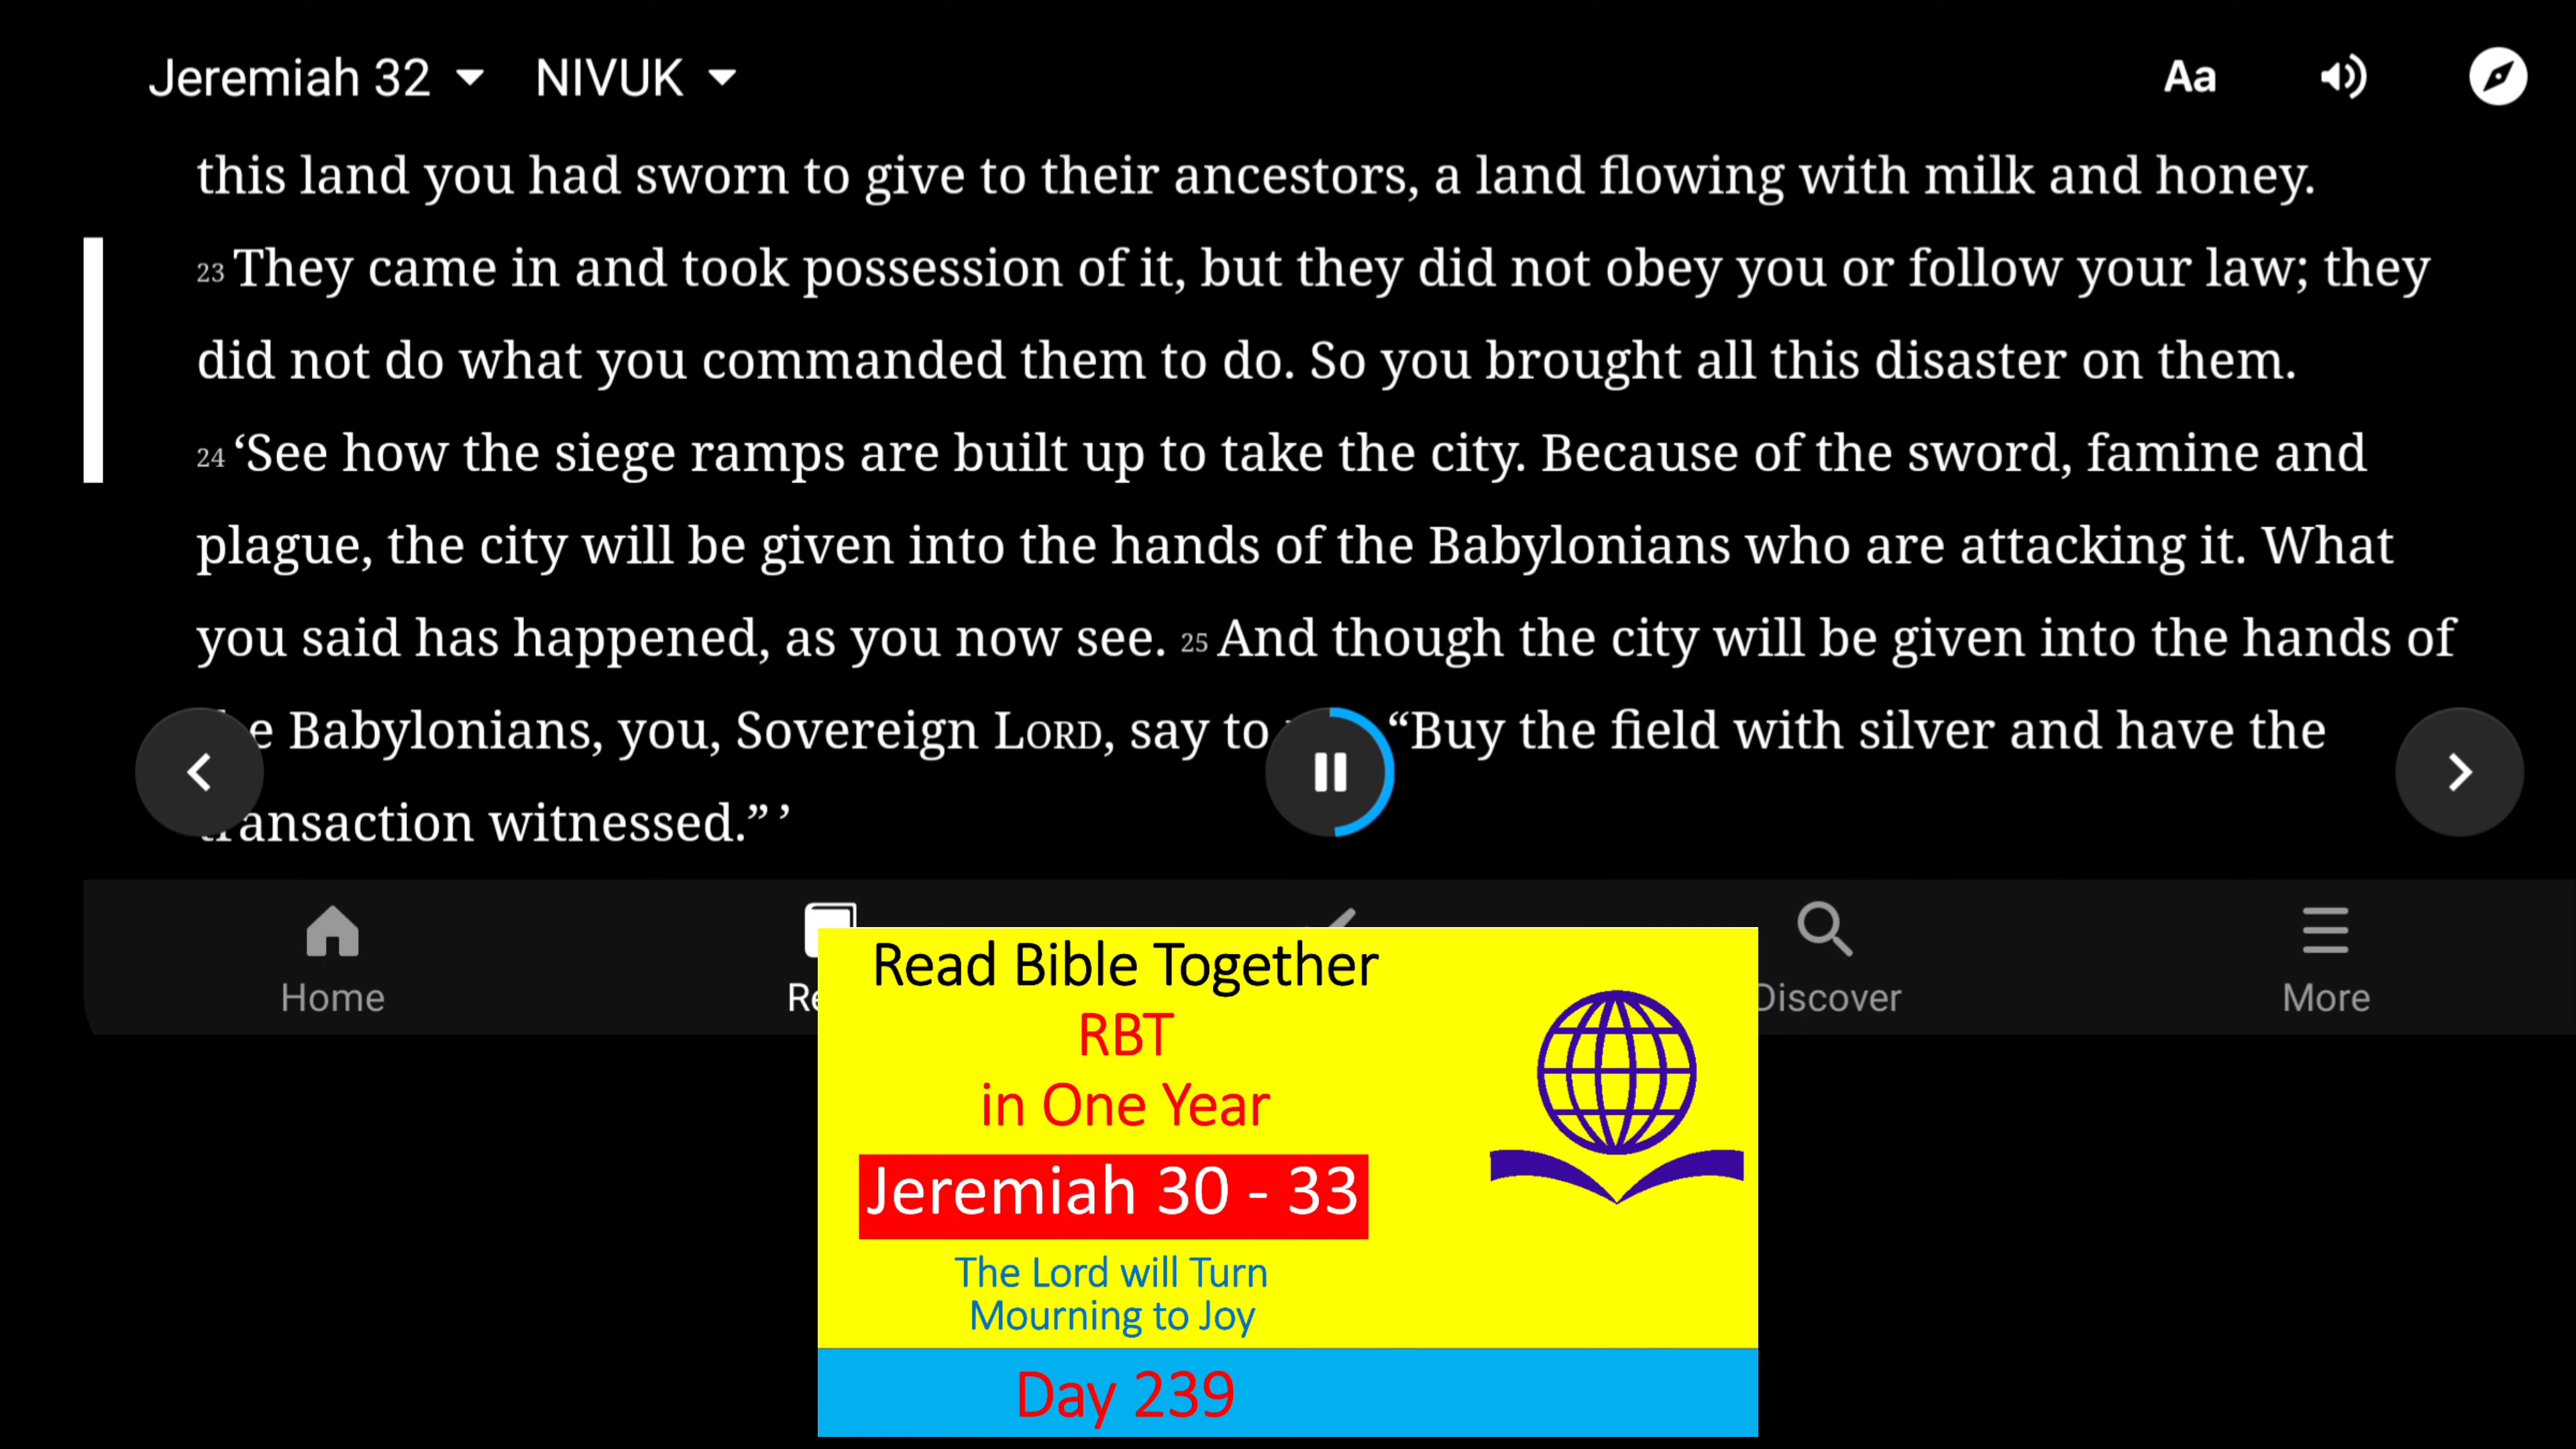 Jeremiah 32 NIVUK Aa
this land you had sworn to give to their ancestors, a land flowing with milk and honey.
23 They came in and took possession of it, but they did not obey you or follow your law; they
did not do what you commanded them to do. So you brought all this disaster on them.
24 ‘See how the siege ramps are built up to take the city. Because of the sword, famine and
plague, the city will be given into the hands of the Babylonians who are attacking it. What
you said has happened, as you now see. 25 And though the city will be given into the hands of
Babylonians, you, Sovereign LORD, say to “Buy the field with silver and have the
transaction witnessed.” ’
Home
Discover
More
Read Bible Together
RBT
in One Year
Jeremiah 30 - 33
The Lord will Turn
Mourning to Joy
Day 239